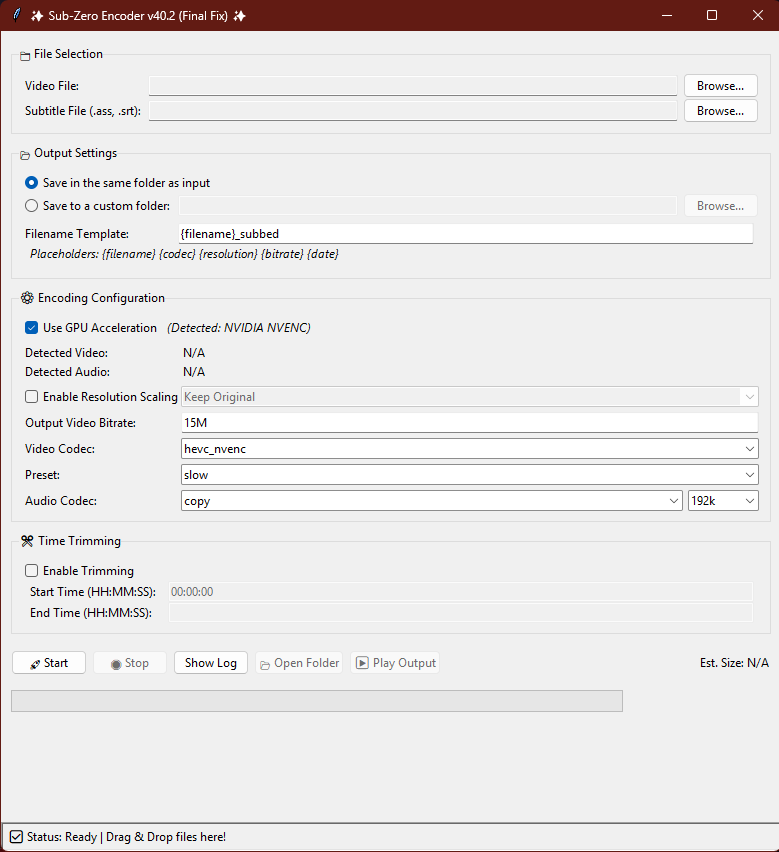 ✨ Sub-Zero Encoder v40.2 (Final Fix) ✨
File Selection
Video File: Browse...
Subtitle File (.ass, .srt): Browse...
Output Settings
Save in the same folder as input
Save to a custom folder: Browse...
Filename Template: {filename}_subbed
Placeholders: {filename} {codec} {resolution} {bitrate} {date}
Encoding Configuration
Use GPU Acceleration (Detected: NVIDIA NVENC)
Detected Video: N/A
Detected Audio: N/A
Enable Resolution Scaling Keep Original
Output Video Bitrate: 15M
Video Codec: hevc_nvenc
Preset: slow
Audio Codec: copy 192k
Time Trimming
Enable Trimming
Start Time (HH:MM:SS): 00:00:00
End Time (HH:MM:SS):
Start Stop Show Log Open Folder Play Output Est. Size: N/A
Status: Ready | Drag & Drop files here!